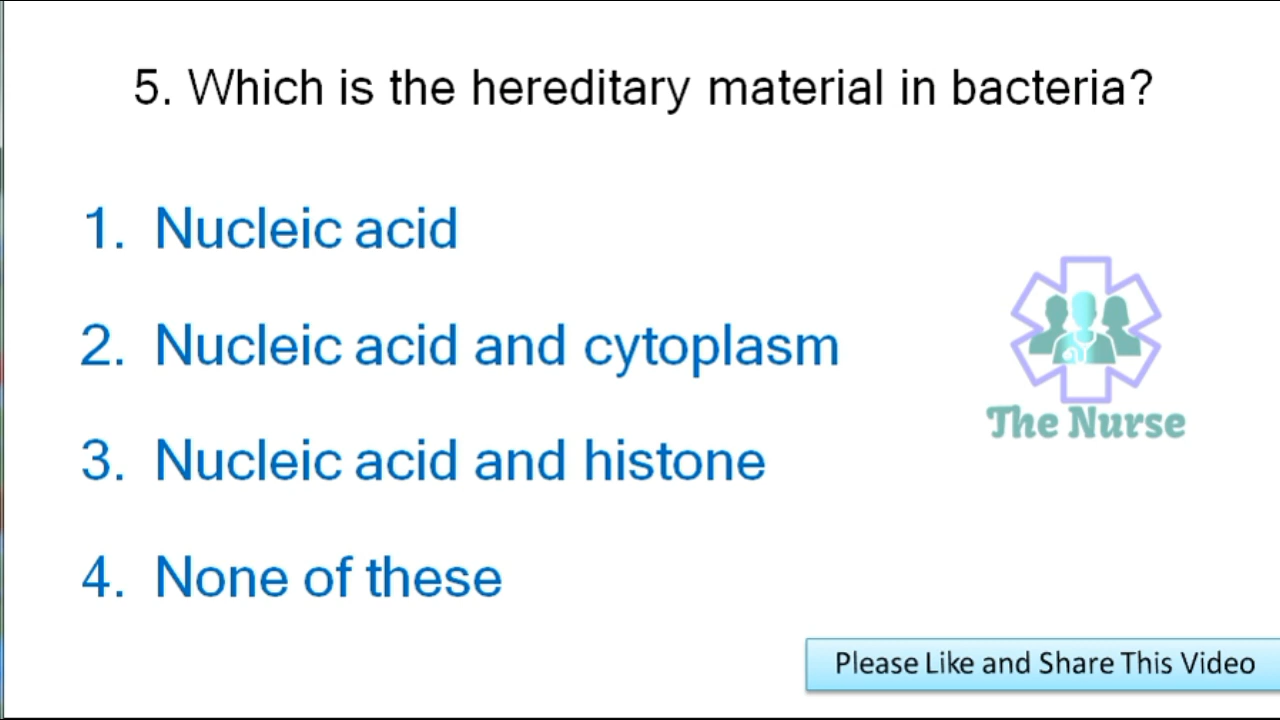 5. Which is the hereditary material in bacteria?
1. Nucleic acid
2. Nucleic acid and cytoplasm
3. Nucleic acid and histone
4. None of these
The Nurse
Please Like and Share This Video